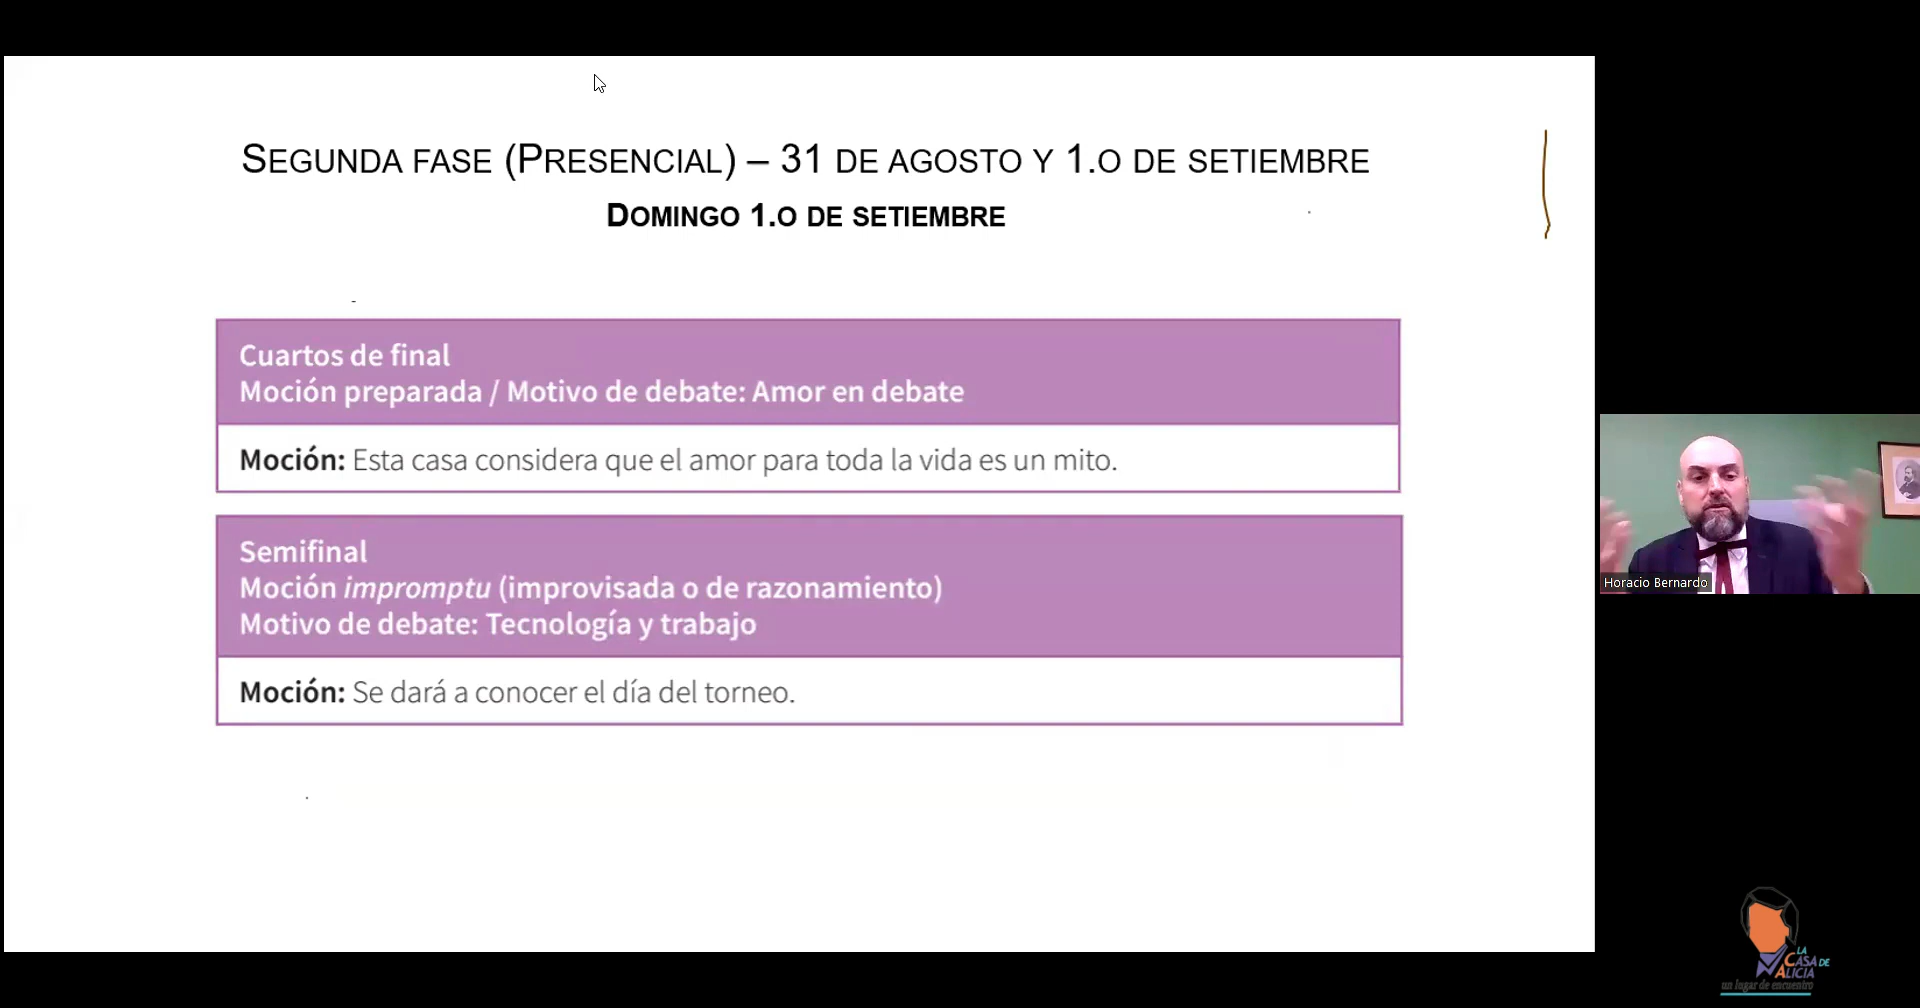 SEGUNDA FASE (PRESENCIAL) – 31 DE AGOSTO Y 1.O DE SETIEMBRE
DOMINGO 1.O DE SETIEMBRE
Cuartos de final
Moción preparada / Motivo de debate: Amor en debate
Moción: Esta casa considera que el amor para toda la vida es un mito.
Semifinal
Moción impromptu (improvisada o de razonamiento)
Motivo de debate: Tecnología y trabajo
Moción: Se dará a conocer el día del torneo.
Horacio Bernardo
LA
CASA DE
ALICIA
un lugar de encuentro